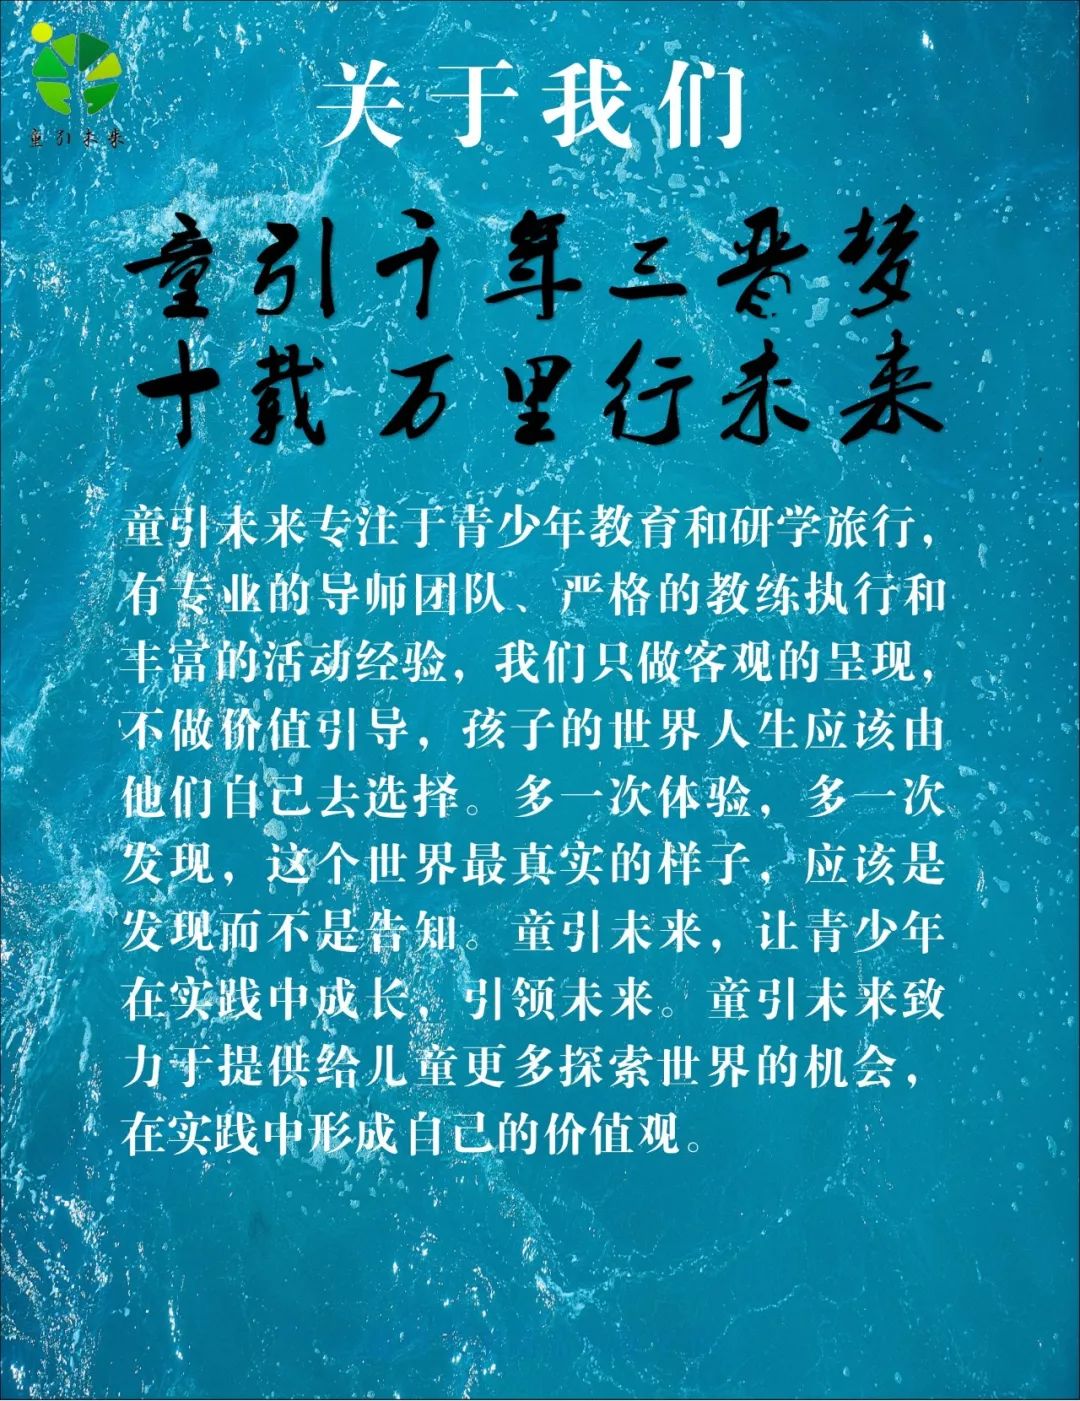 童引未来
关于我们
童引千年三晋梦
十载万里行未来
童引未来专注于青少年教育和研学旅行，
有专业的导师团队、严格的教练执行和
丰富的活动经验，我们只做客观的呈现，
不做价值引导，孩子的世界人生应该由
他们自己去选择。多一次体验，多一次
发现，这个世界最真实的样子，应该是
发现而不是告知。童引未来，让青少年
在实践中成长，引领未来。童引未来致
力于提供给儿童更多探索世界的机会，
在实践中形成自己的价值观。